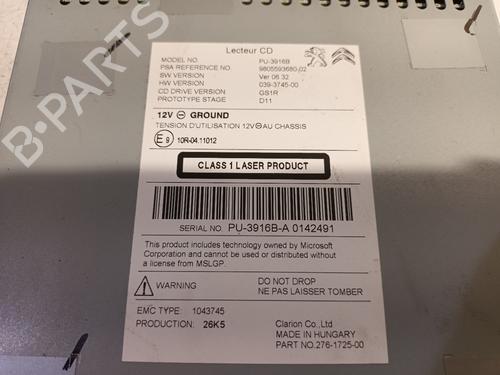 Lecteur CD
MODEL NO. PU-3916B
PSA REFERENCE NO. 9805593680,02
SW VERSION Ver 06.32
HW VERSION 039-3745-00
CD DRIVE VERSION GS1R
PROTOTYPE STAGE D11
12V ⊖ GROUND
TENSION D'UTILISATION 12V ⊖ AU CHASSIS
E9 10R-04.11012
CLASS 1 LASER PRODUCT
SERIAL NO. PU-3916B-A 0142491
This product includes technology owned by Microsoft
Corporation and cannot be used or distributed without
a license from MSLGP.
WARNING DO NOT DROP
NE PAS LAISSER TOMBER
EMC TYPE 1043745
PRODUCTION: 26K5 Clarion Co.,Ltd
MADE IN HUNGARY
PART NO.276-1725-00
B-PARTS